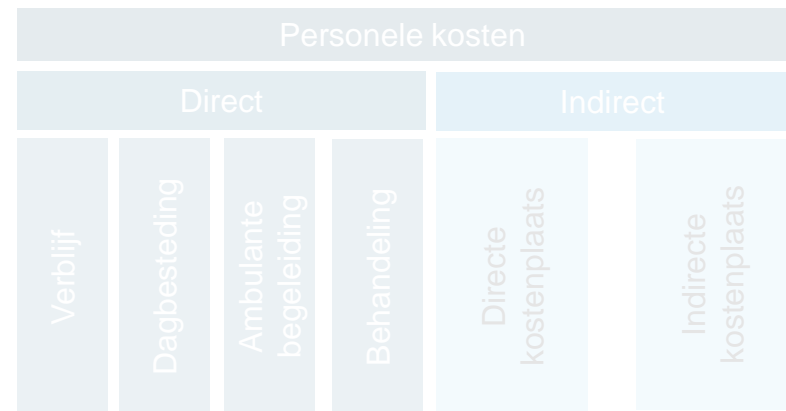 Personele kosten
Direct
Indirect
Verblijf
Dagbesteding
Ambulante
begeleiding
Behandeling
Directe
kostenplaats
Indirecte
kostenplaats